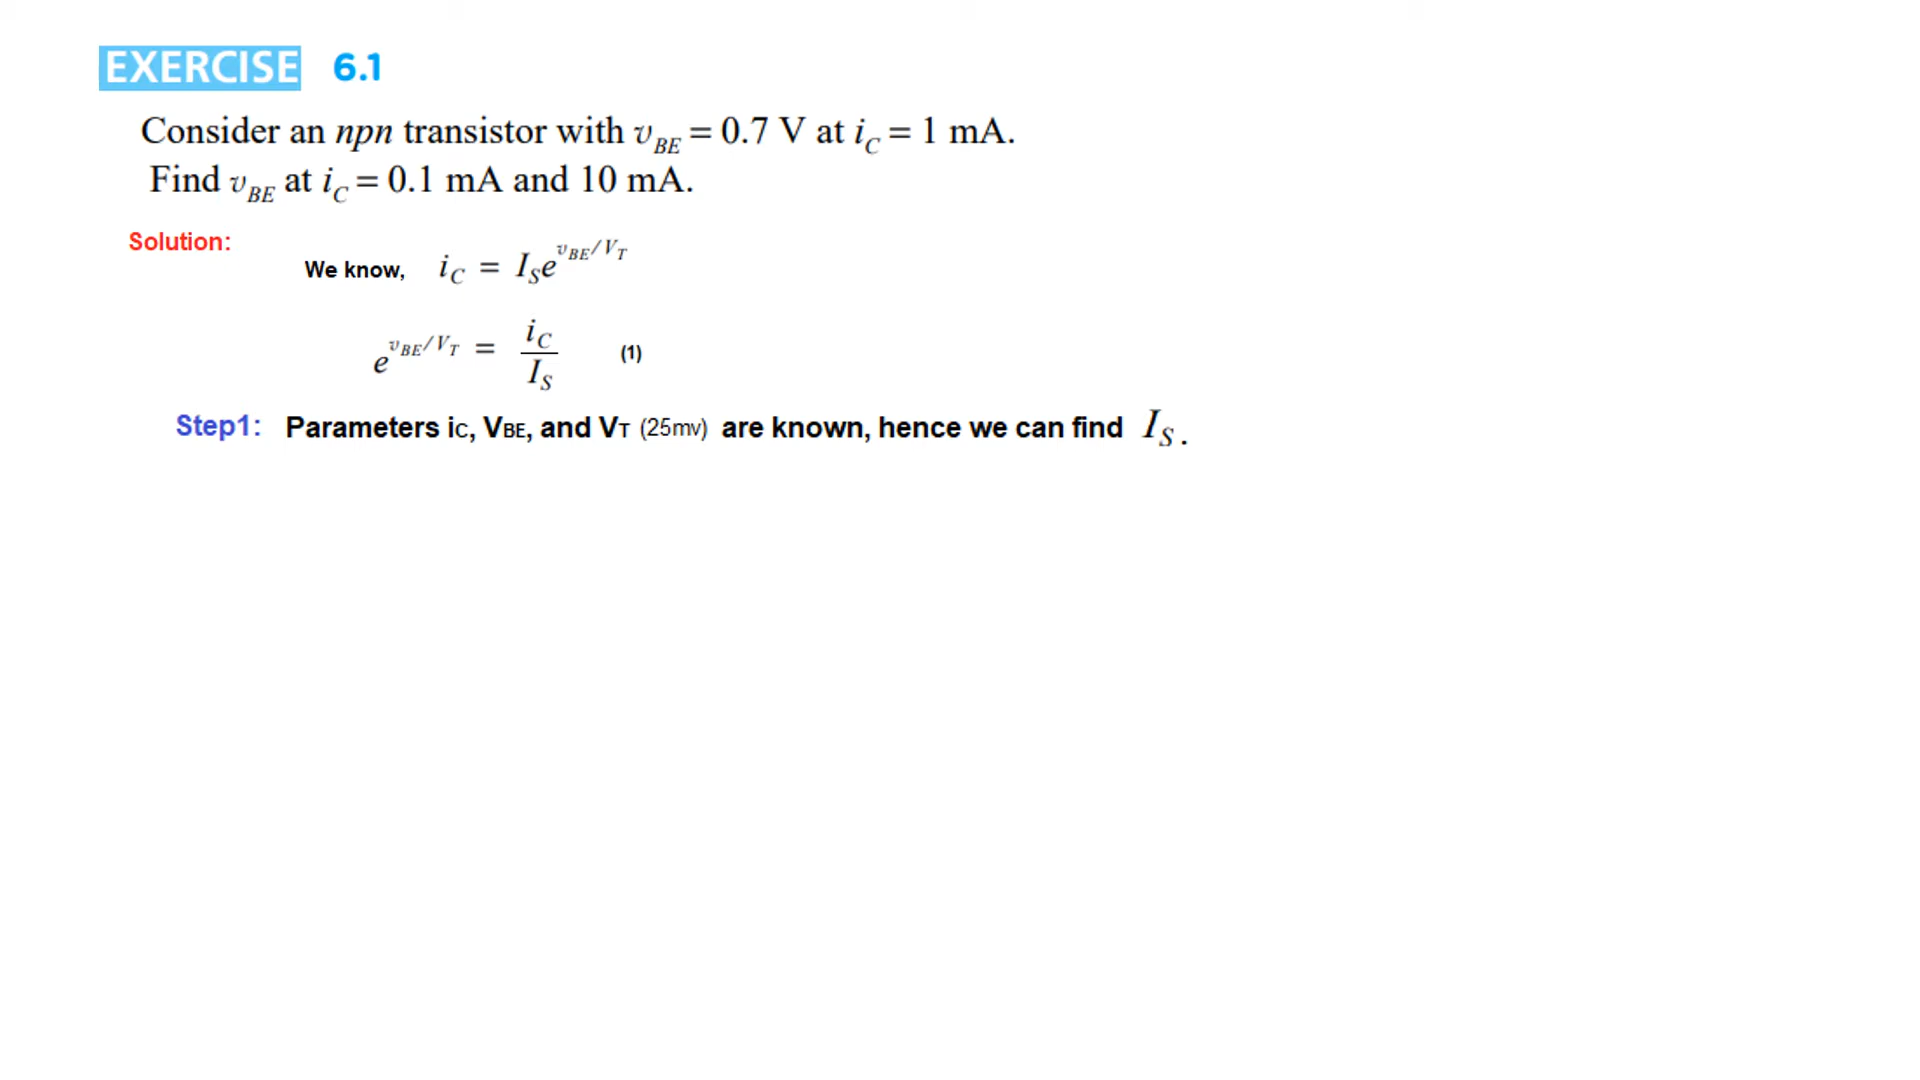 EXERCISE 6.1
Consider an npn transistor with v_BE = 0.7 V at i_C = 1 mA.
Find v_BE at i_C = 0.1 mA and 10 mA.
Solution:
We know, i_C = I_S e^{v_BE/V_T}
e^{v_BE/V_T} = i_C / I_S (1)
Step1: Parameters ic, VBE, and VT (25mv) are known, hence we can find I_S.